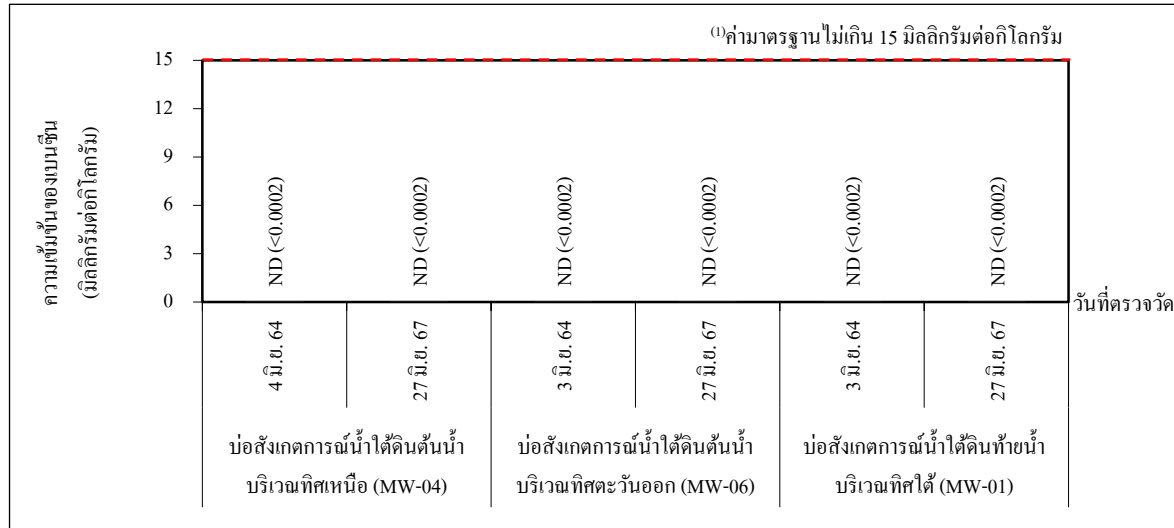 ⁽¹⁾ค่ามาตรฐานไม่เกิน 15 มิลลิกรัมต่อกิโลกรัม
ความเข้มข้นของเบนซีน
(มิลลิกรัมต่อกิโลกรัม)
15
12
9
6
3
0
ND (<0.0002)
ND (<0.0002)
ND (<0.0002)
ND (<0.0002)
ND (<0.0002)
ND (<0.0002)
วันที่ตรวจวัด
4 มิ.ย. 64
27 มิ.ย. 67
3 มิ.ย. 64
27 มิ.ย. 67
3 มิ.ย. 64
27 มิ.ย. 67
บ่อสังเกตการณ์น้ำใต้ดินต้นน้ำ
บริเวณทิศเหนือ (MW-04)
บ่อสังเกตการณ์น้ำใต้ดินต้นน้ำ
บริเวณทิศตะวันออก (MW-06)
บ่อสังเกตการณ์น้ำใต้ดินท้ายน้ำ
บริเวณทิศใต้ (MW-01)